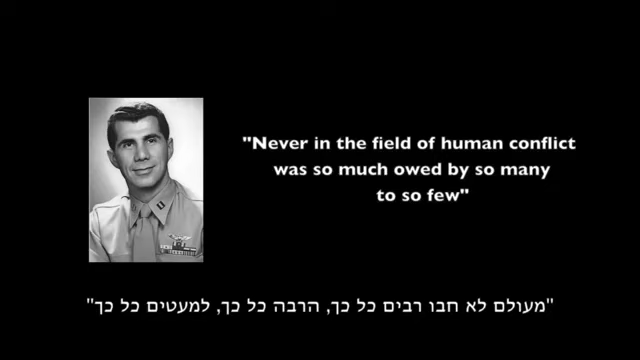 "Never in the field of human conflict
was so much owed by so many
to so few"
"מעולם לא חבו רבים כל כך, הרבה כל כך, למעטים כל כך"